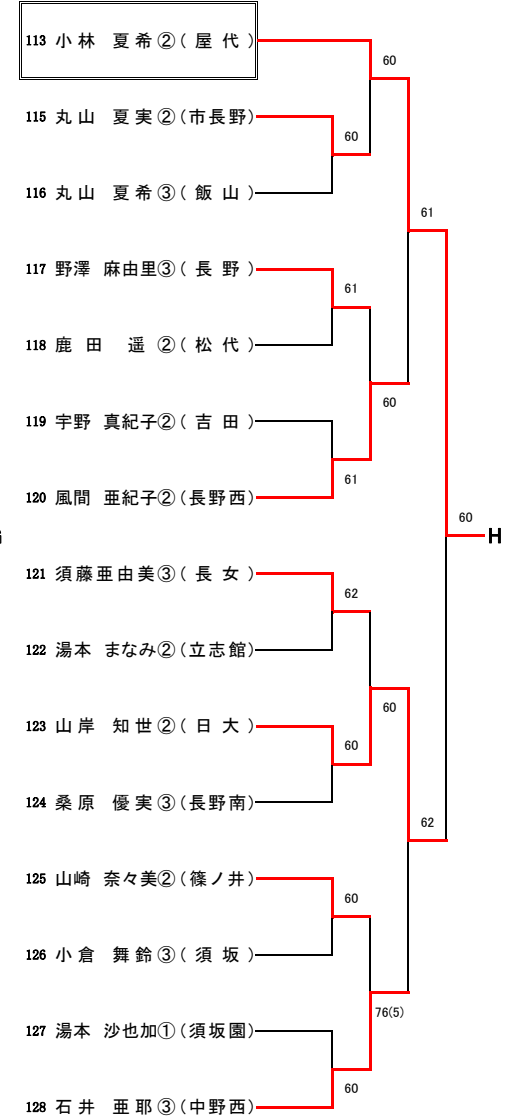 113 小林 夏希②(屋代)
60
115 丸山 夏実②(市長野)
60
116 丸山 夏希③(飯山)
61
117 野澤 麻由里③(長野)
61
118 鹿田 遥②(松代)
60
119 宇野 真紀子②(吉田)
61
120 風間 亜紀子②(長野西)
60
H
121 須藤亜由美③(長女)
62
122 湯本 まなみ②(立志館)
60
123 山岸 知世②(日大)
60
124 桑原 優実③(長野南)
62
125 山崎 奈々美②(篠ノ井)
60
126 小倉 舞鈴③(須坂)
76(5)
127 湯本 沙也加①(須坂園)
60
128 石井 亜耶③(中野西)